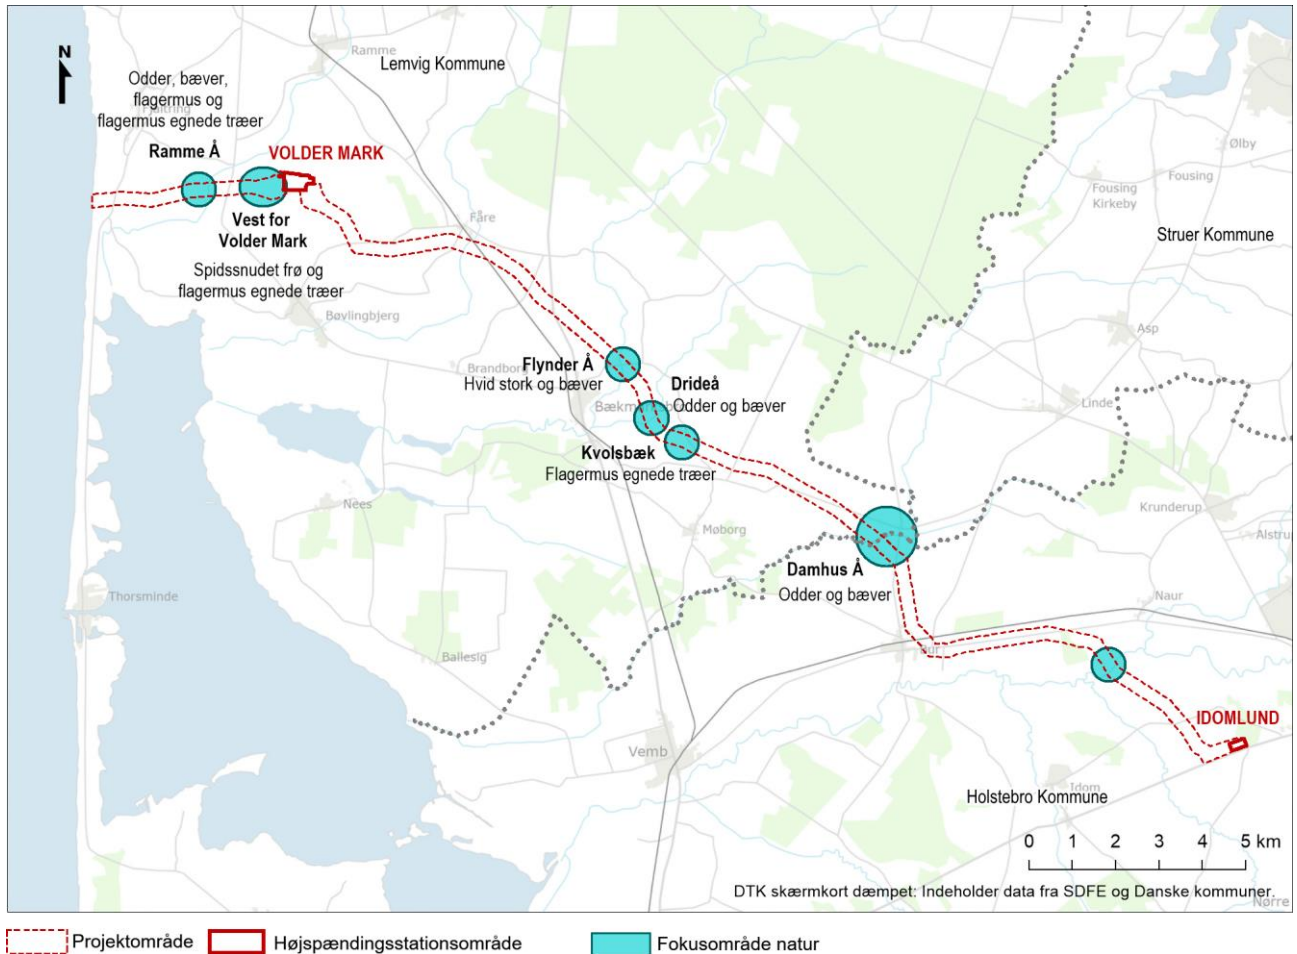 N
Ramme
Lemvig Kommune
Odder, bæver,
flagermus og
flagermus egnede træer
Ramme Å
VOLDER MARK
Vest for
Volder Mark
Spidssnudet frø og
flagermus egnede træer
Bøvlingbjerg
Fåre
Ølby
Fousing
Fousing
Kirkeby
Struer Kommune
Asp
Brandborg
Flynder Å
Hvid stork og bæver
Drideå
Odder og bæver
Linde
Kvolsbæk
Flagermus egnede træer
Nees
Møborg
Krunderup
Damhus Å
Odder og bæver
Thorsminde
Naur
Vemb
IDOMLUND
Idom
Holstebro Kommune
0 1 2 3 4 5 km
DTK skærmkort dæmpet: Indeholder data fra SDFE og Danske kommuner.
Nørre
Projektområde
Højspændingsstationsområde
Fokusområde natur